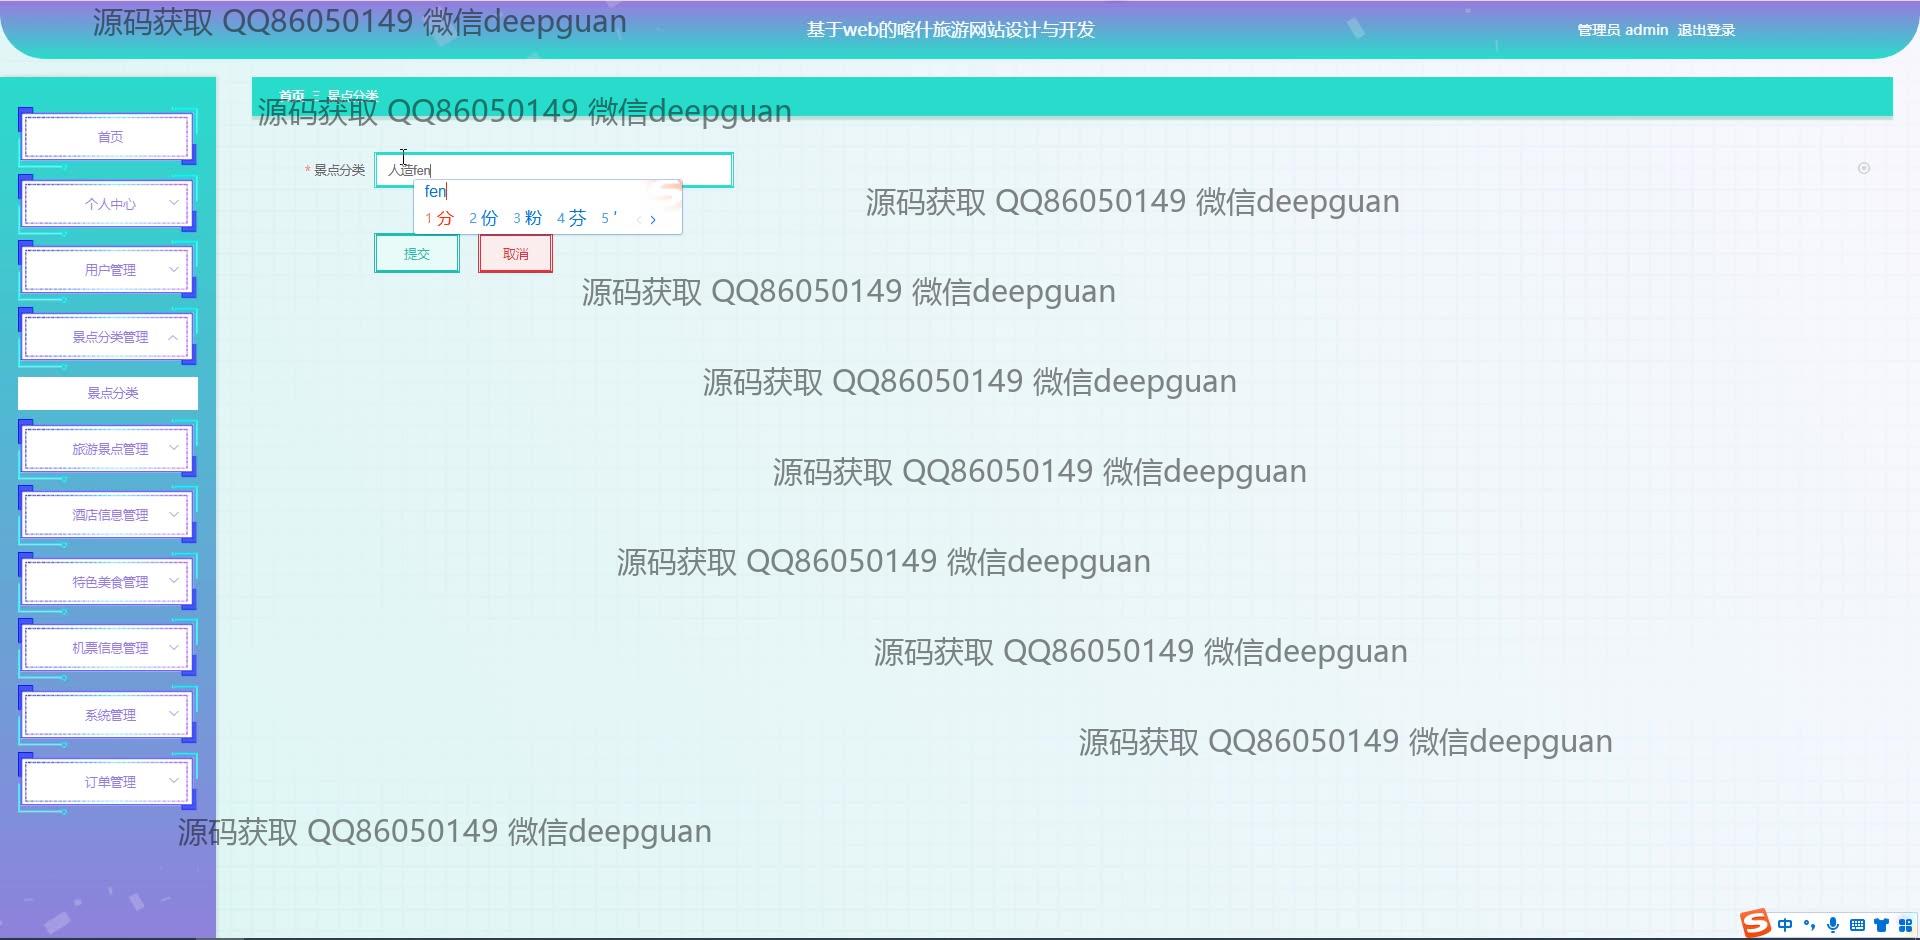 源码获取 QQ86050149 微信deepguan
基于web的喀什旅游网站设计与开发
管理员 admin 退出登录
首页 三 景点分类
源码获取 QQ86050149 微信deepguan
首页
* 景点分类 人造fen
fen
源码获取 QQ86050149 微信deepguan
个人中心
1 分 2 份 3 粉 4 芬 5 '
提交 取消
用户管理
源码获取 QQ86050149 微信deepguan
景点分类管理
源码获取 QQ86050149 微信deepguan
景点分类
旅游景点管理
源码获取 QQ86050149 微信deepguan
酒店信息管理
源码获取 QQ86050149 微信deepguan
特色美食管理
机票信息管理
源码获取 QQ86050149 微信deepguan
系统管理
源码获取 QQ86050149 微信deepguan
订单管理
源码获取 QQ86050149 微信deepguan
S 中